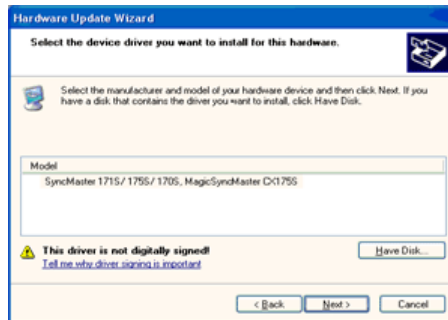 Hardware Update Wizard
Select the device driver you want to install for this hardware.
Select the manufacturer and model of your hardware device and then click Next. If you
have a disk that contains the driver you want to install, click Have Disk.
Model
SyncMaster 171S/ 175S/ 170S, MagicSyncMaster CX175S
This driver is not digitally signed!
Have Disk...
Tell me why driver signing is important
< Back
Next >
Cancel